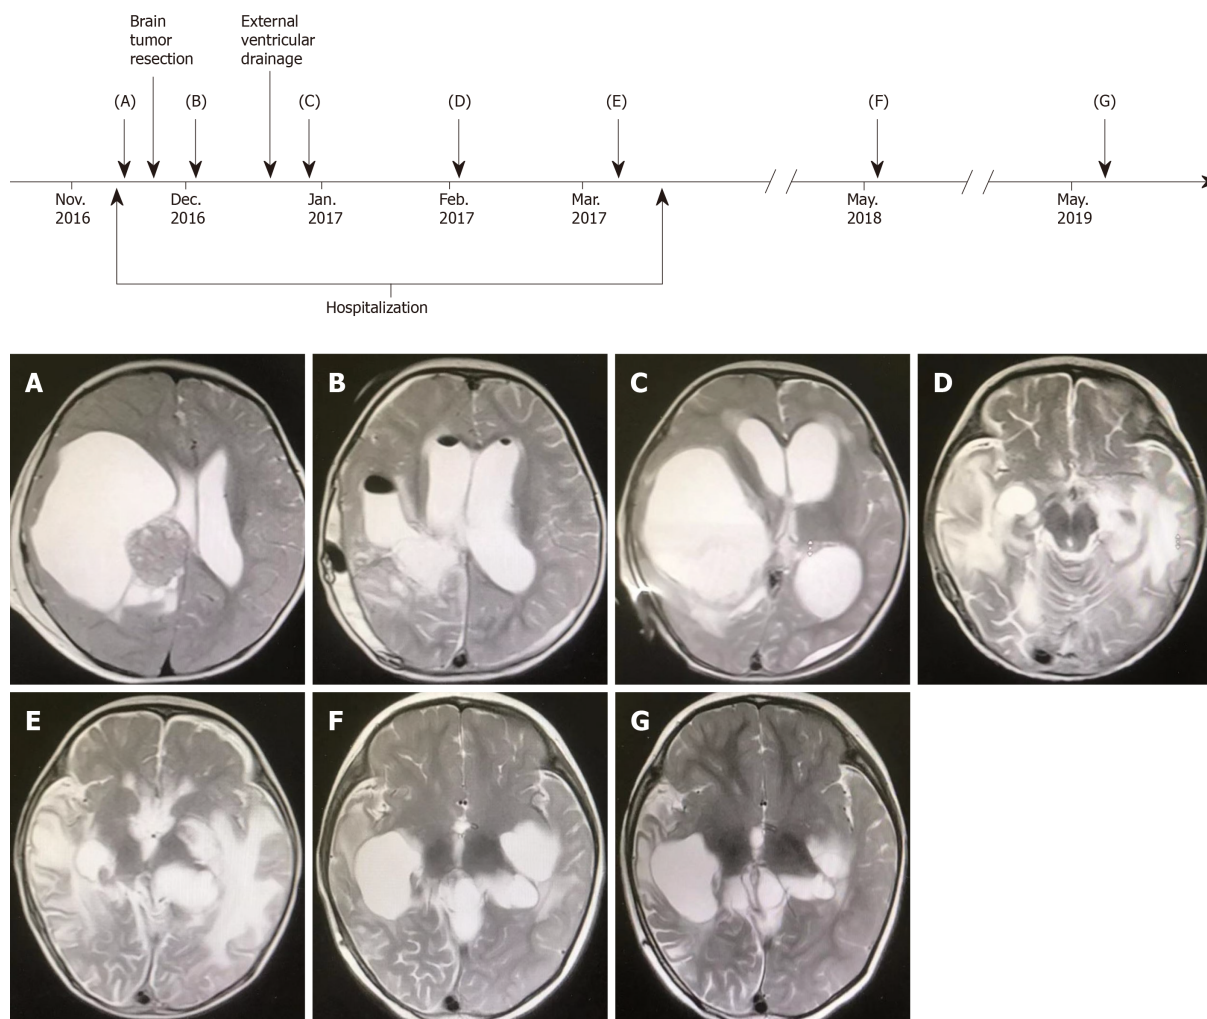 Brain
tumor
resection
External
ventricular
drainage
(A)
(B)
(C)
(D)
(E)
(F)
(G)
Nov.
2016
Dec.
2016
Jan.
2017
Feb.
2017
Mar.
2017
May.
2018
May.
2019
Hospitalization
A
B
C
D
E
F
G